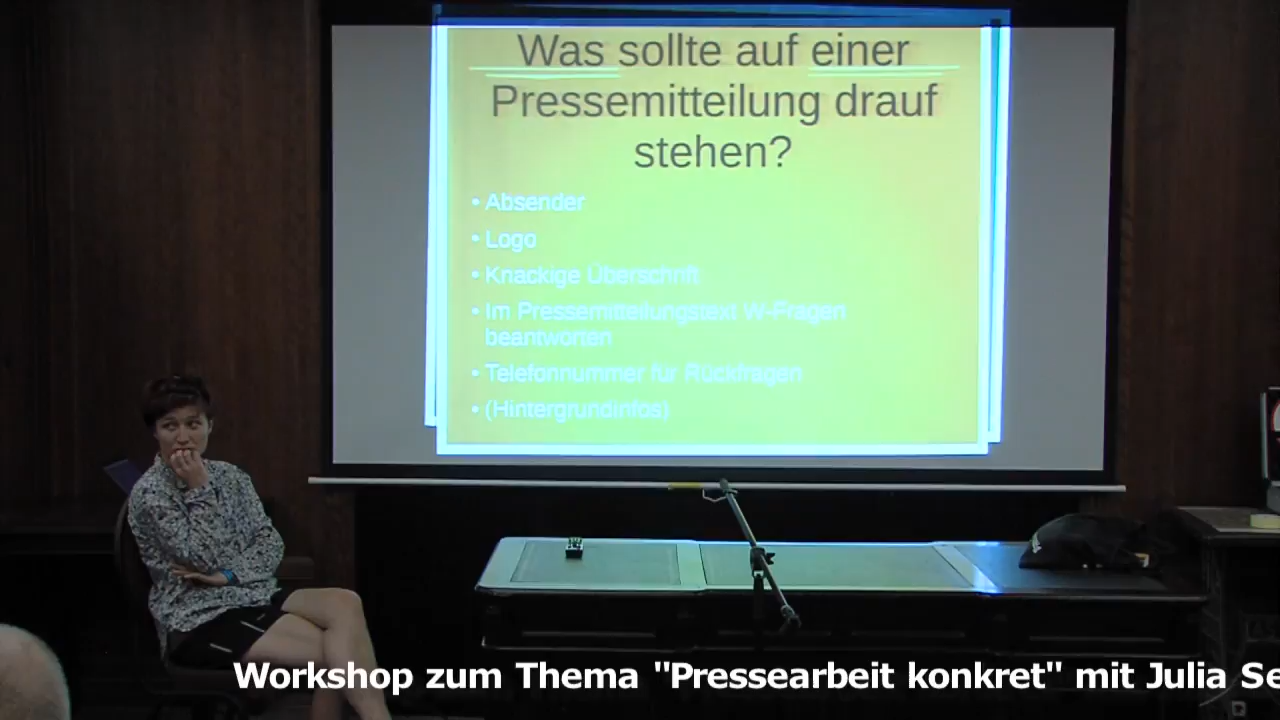 Was sollte auf einer
Pressemitteilung drauf
stehen?
• Absender
• Logo
• Knackige Überschrift
• Im Pressemitteilungstext W-Fragen
beantworten
• Telefonnummer für Rückfragen
• (Hintergrundinfos)
Workshop zum Thema "Pressearbeit konkret" mit Julia Se